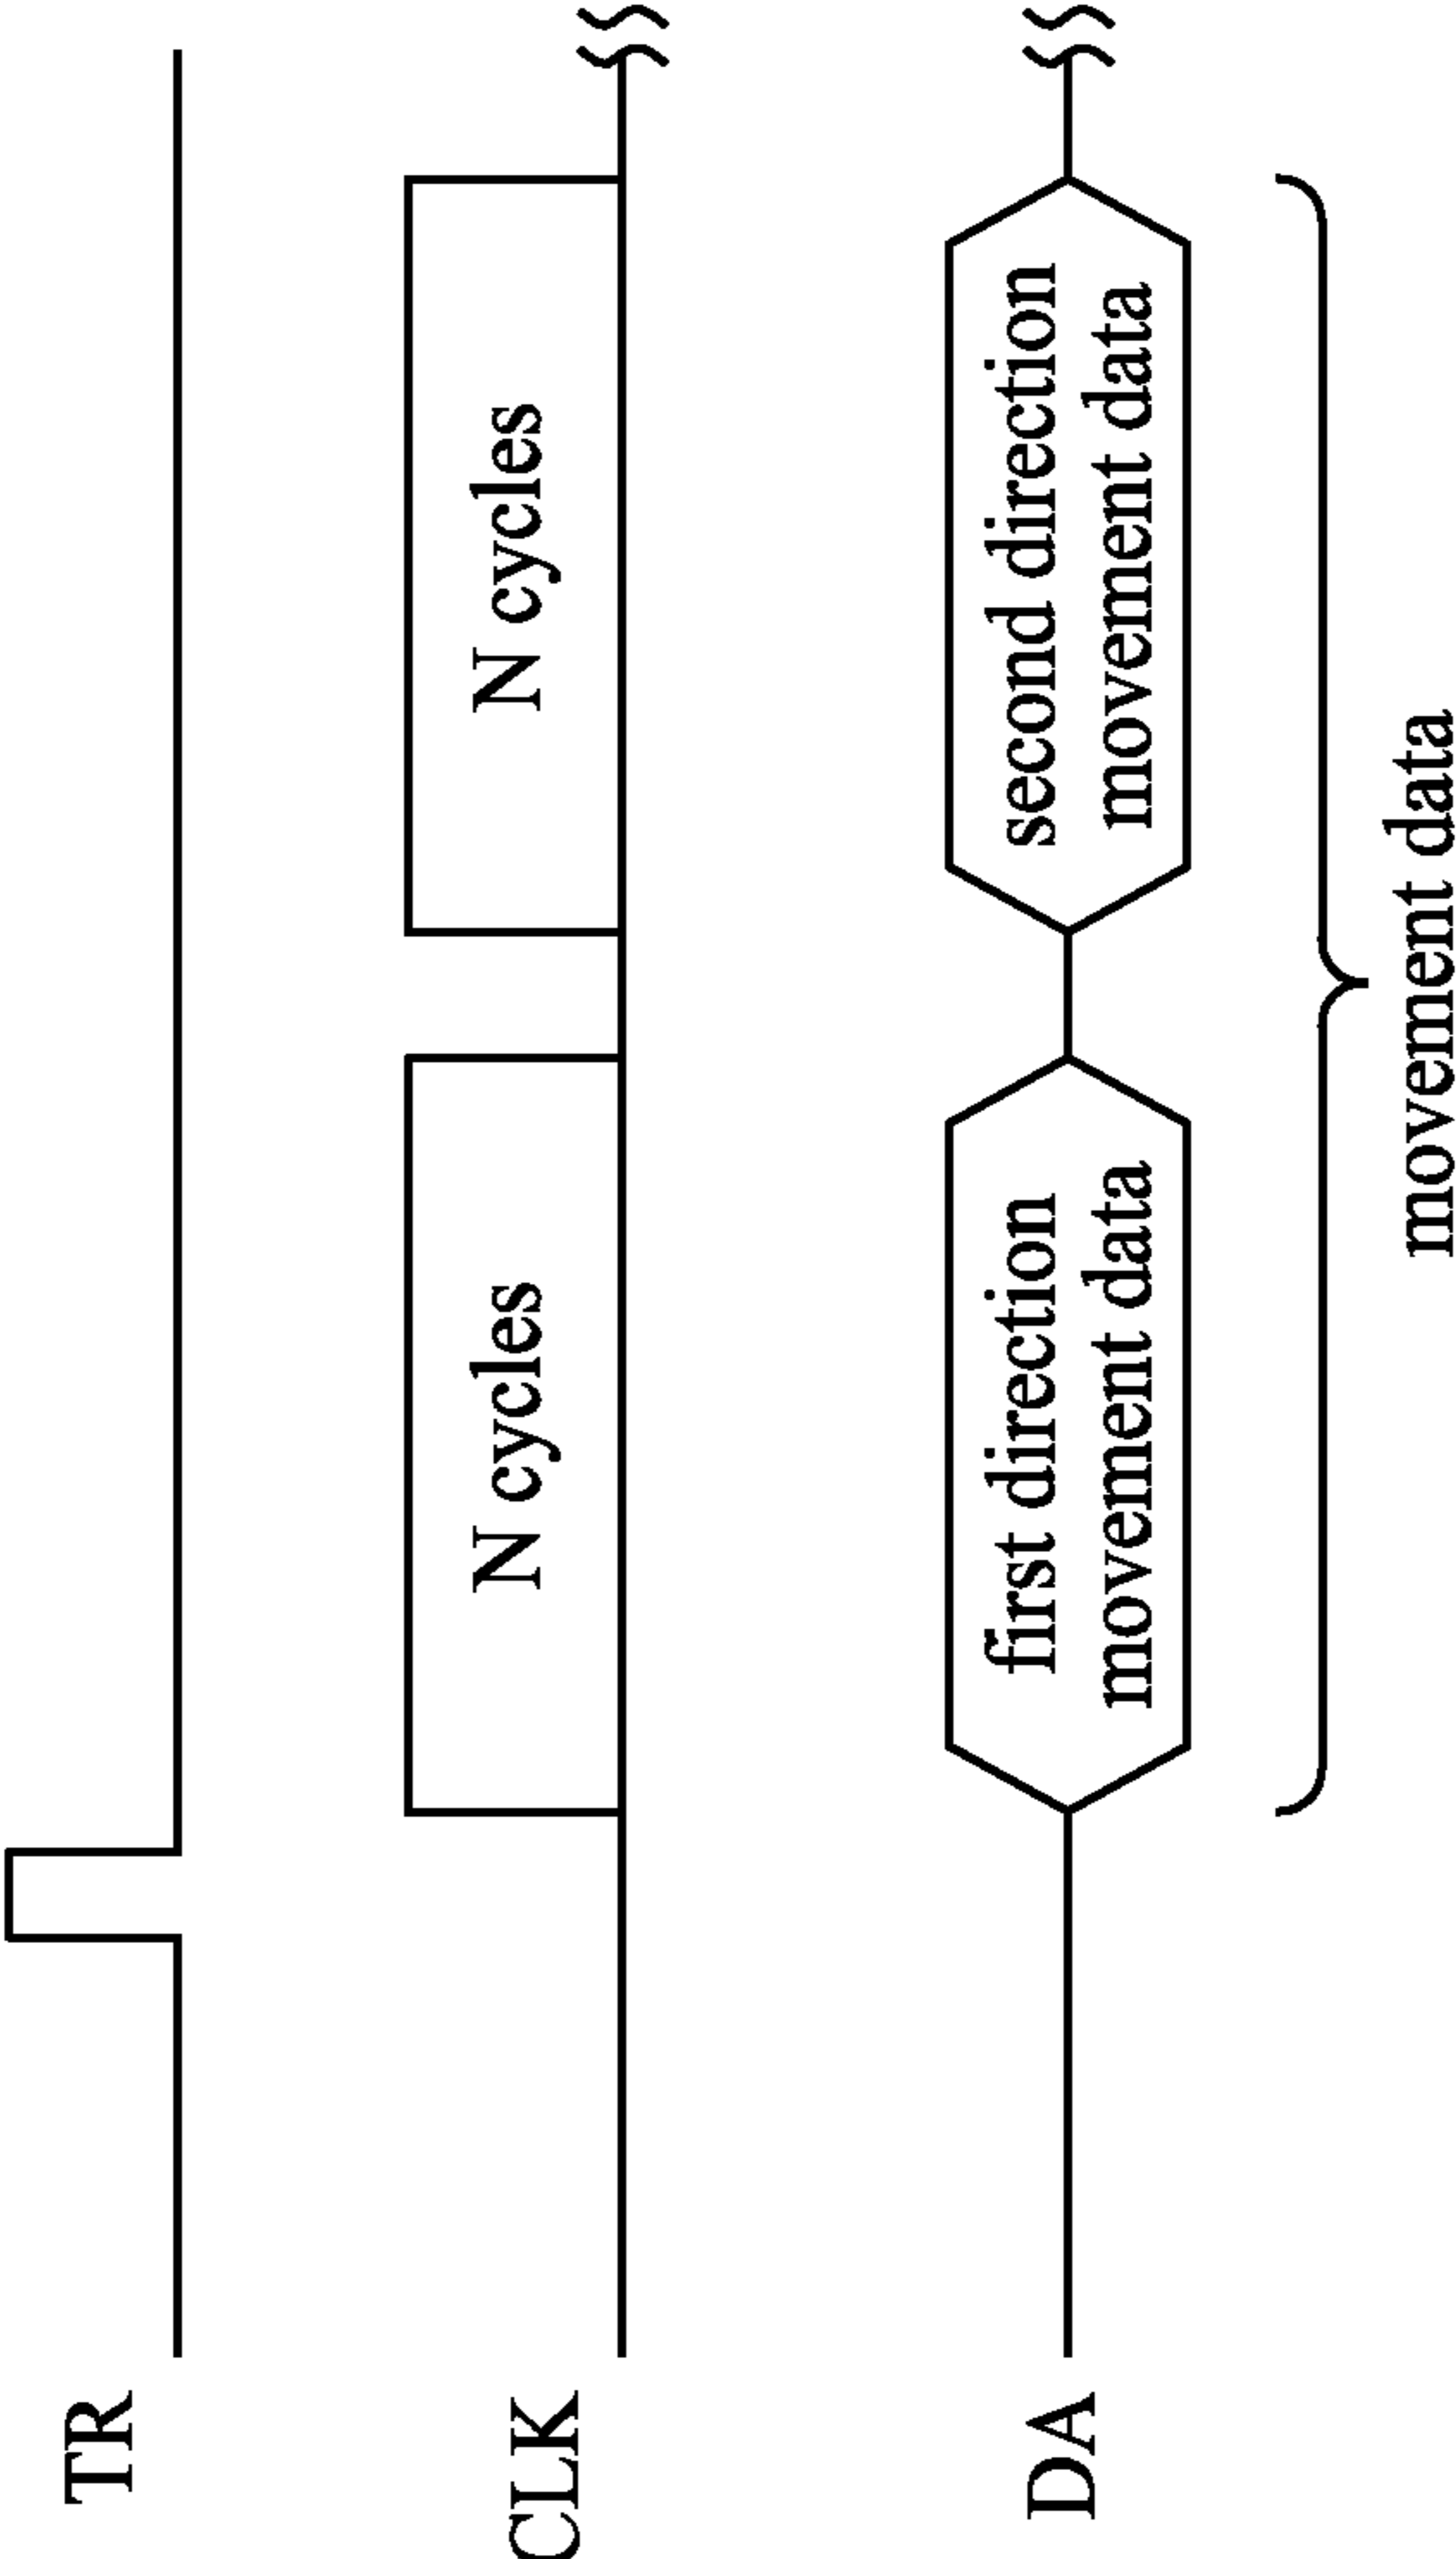 TR
CLK
N cycles
N cycles
DA
first direction
movement data
second direction
movement data
movement data